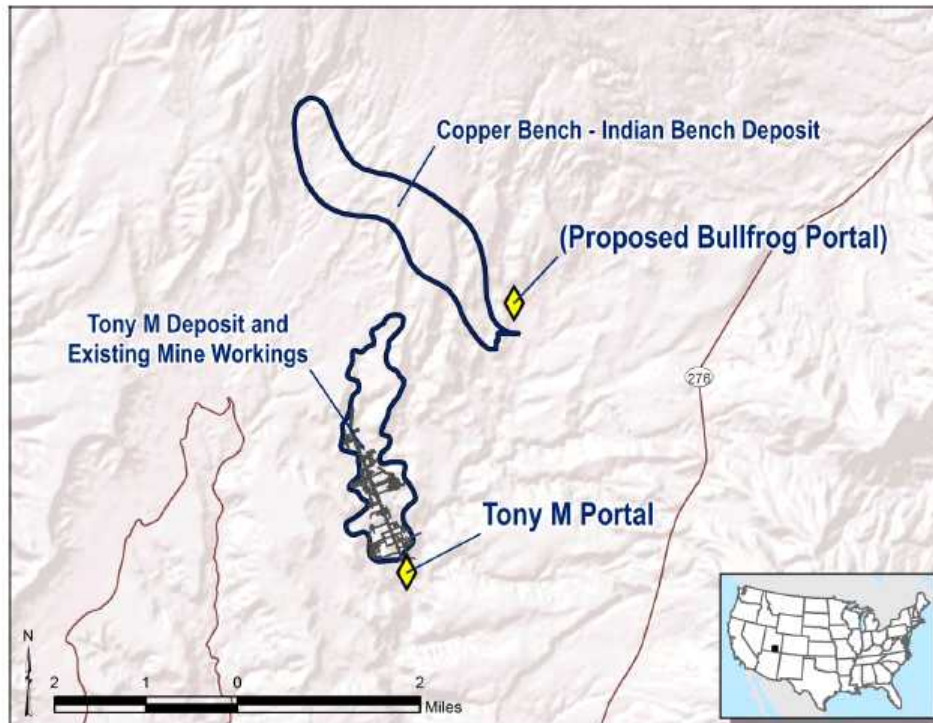 Copper Bench - Indian Bench Deposit
(Proposed Bullfrog Portal)
Tony M Deposit and
Existing Mine Workings
276
Tony M Portal
N
2 1 0 2
Miles